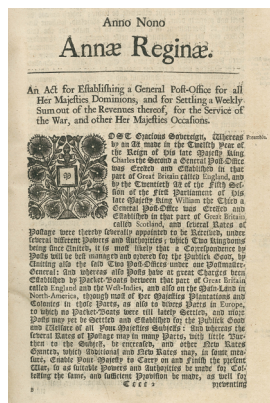 Anno Nono
Annæ Reginæ.
An Act for Establishing a General Post-Office for all
Her Majesties Dominions, and for Settling a Weekly
Sum out of the Revenues thereof, for the Service of
the War, and other Her Majesties Occasions.
MOST Gracious Sovereign, Whereas Preamble.
by an Act made in the Twelfth Year of
the Reign of His late Majesty King
Charles the Second a General Post-Office
was Erected and Established in that
part of Great Britain called England, and
by the Twentieth Act of the Fifth Ses-
sion of the First Parliament of His
late Majesty King William the Third a
General Post-Office was Erected and
Established in that part of Great Britain
called Scotland, and several Rates of
Postage were thereby severally appointed to be Received, under
several different Powers and Authorities; which Two Kingdoms
being since United, it is most likely that a Correspondence by
Posts will be best managed and ordered for the Publick Good, by
Uniting also the said Two Post-Offices under one Postmaster-
General: And whereas also Posts have at great Charges been
Established by Packet-Boats between that part of Great Britain
called England and the West-Indies, and also on the Main-Land in
North-America, through most of Her Majesties Plantations and
Colonies in those Parts, as also to divers Parts in Europe,
to which no Packet-Boats were till lately Settled, and more
Posts may yet be Settled and Established for the Publick Good
and Welfare of all Your Majesties Subjects: And whereas the
several Rates of Postage may in many Parts, with little Bur-
then to the Subject, be increased, and other New Rates
Granted, which Additional and New Rates may, in some mea-
sure, Enable Your Majesty to Carry on and Finish the present
War, so as suitable Powers and Authorities be made for Col-
lecting the same, and sufficient Provision be made, as well for
C c c c 2 preventing